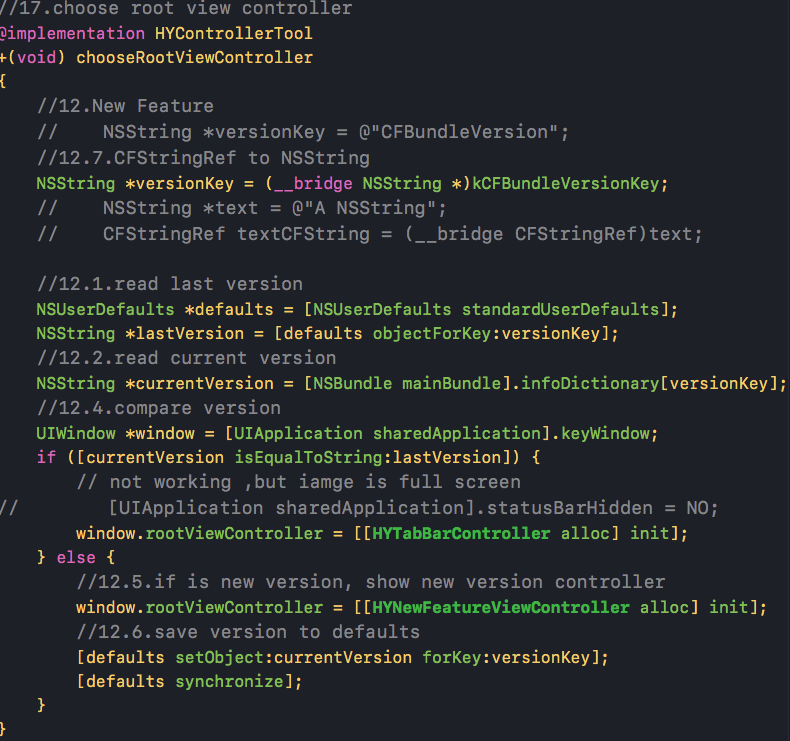 //17.choose root view controller
@implementation HYControllerTool
+(void) chooseRootViewController
{
    //12.New Feature
    //    NSString *versionKey = @"CFBundleVersion";
    //12.7.CFStringRef to NSString
    NSString *versionKey = (__bridge NSString *)kCFBundleVersionKey;
    //    NSString *text = @"A NSString";
    //    CFStringRef textCFString = (__bridge CFStringRef)text;

    //12.1.read last version
    NSUserDefaults *defaults = [NSUserDefaults standardUserDefaults];
    NSString *lastVersion = [defaults objectForKey:versionKey];
    //12.2.read current version
    NSString *currentVersion = [NSBundle mainBundle].infoDictionary[versionKey];
    //12.4.compare version
    UIWindow *window = [UIApplication sharedApplication].keyWindow;
    if ([currentVersion isEqualToString:lastVersion]) {
        // not working ,but iamge is full screen
//         [UIApplication sharedApplication].statusBarHidden = NO;
        window.rootViewController = [[HYTabBarController alloc] init];
    } else {
        //12.5.if is new version, show new version controller
        window.rootViewController = [[HYNewFeatureViewController alloc] init];
        //12.6.save version to defaults
        [defaults setObject:currentVersion forKey:versionKey];
        [defaults synchronize];
    }
}